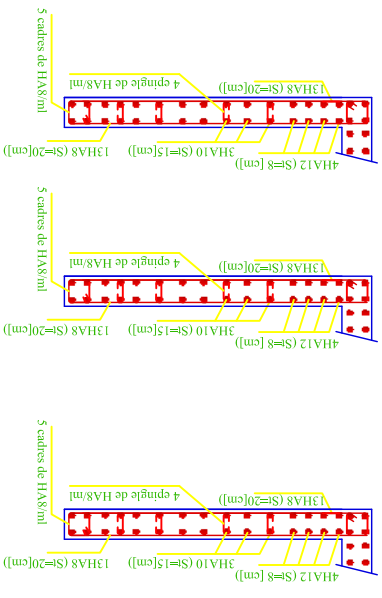 5 cadres de HA8/ml
4 epingle de HA8/ml
13HA8 (St=20[cm])
13HA8 (St=20[cm])
3HA10 (St=15[cm])
4HA12 (St=8 [cm])
5 cadres de HA8/ml
4 epingle de HA8/ml
13HA8 (St=20[cm])
13HA8 (St=20[cm])
3HA10 (St=15[cm])
4HA12 (St=8 [cm])
5 cadres de HA8/ml
4 epingle de HA8/ml
13HA8 (St=20[cm])
13HA8 (St=20[cm])
3HA10 (St=15[cm])
4HA12 (St=8 [cm])